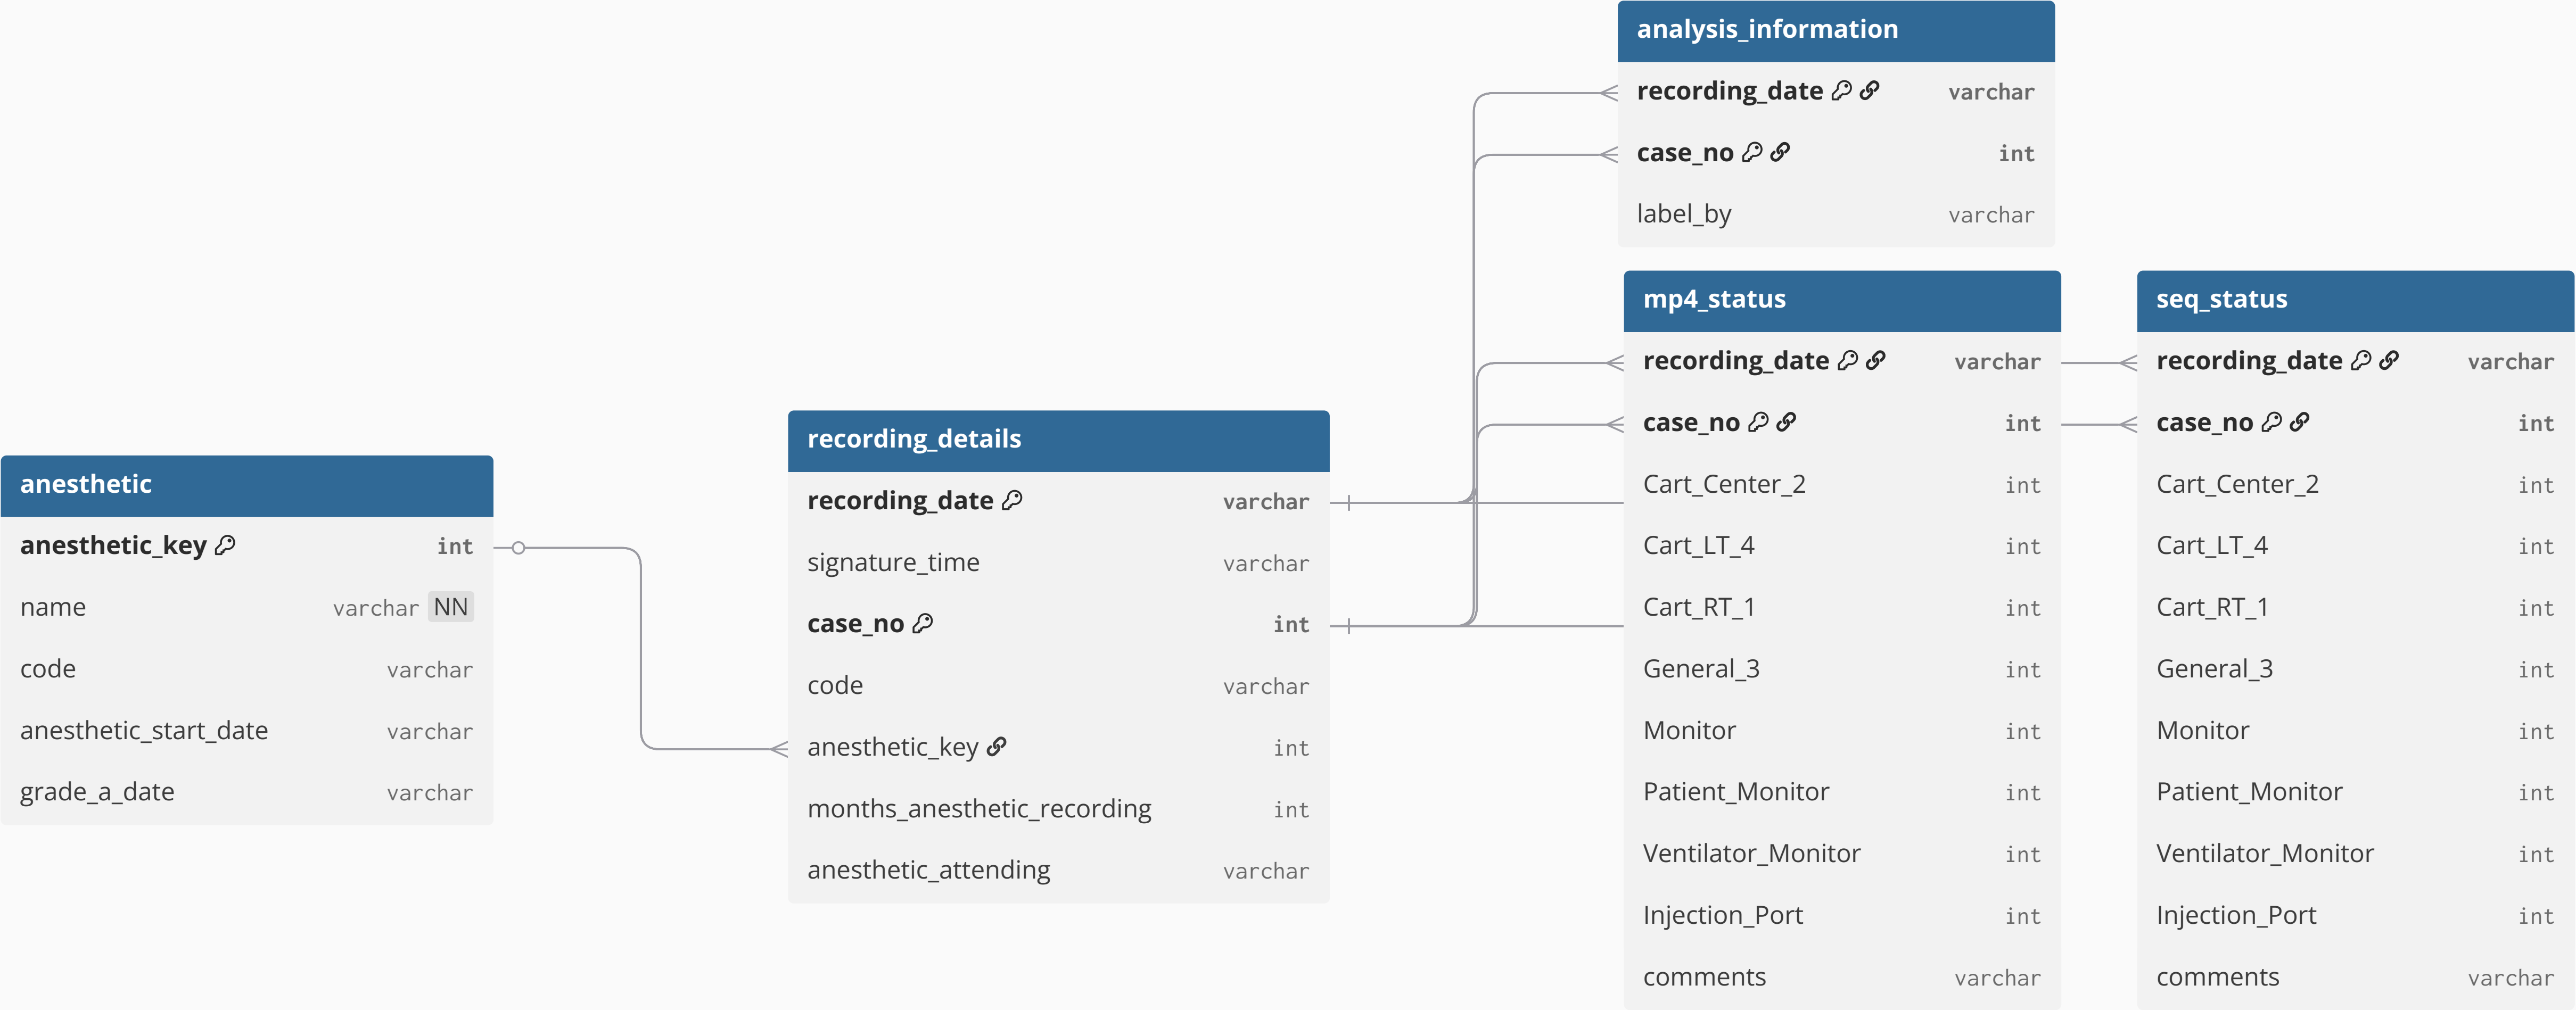 analysis_information
recording_date varchar
case_no int
label_by varchar
mp4_status
recording_date varchar
case_no int
Cart_Center_2 int
Cart_LT_4 int
Cart_RT_1 int
General_3 int
Monitor int
Patient_Monitor int
Ventilator_Monitor int
Injection_Port int
comments varchar
seq_status
recording_date varchar
case_no int
Cart_Center_2 int
Cart_LT_4 int
Cart_RT_1 int
General_3 int
Monitor int
Patient_Monitor int
Ventilator_Monitor int
Injection_Port int
comments varchar
recording_details
recording_date varchar
signature_time varchar
case_no int
code varchar
anesthetic_key int
months_anesthetic_recording int
anesthetic_attending varchar
anesthetic
anesthetic_key int
name varchar NN
code varchar
anesthetic_start_date varchar
grade_a_date varchar